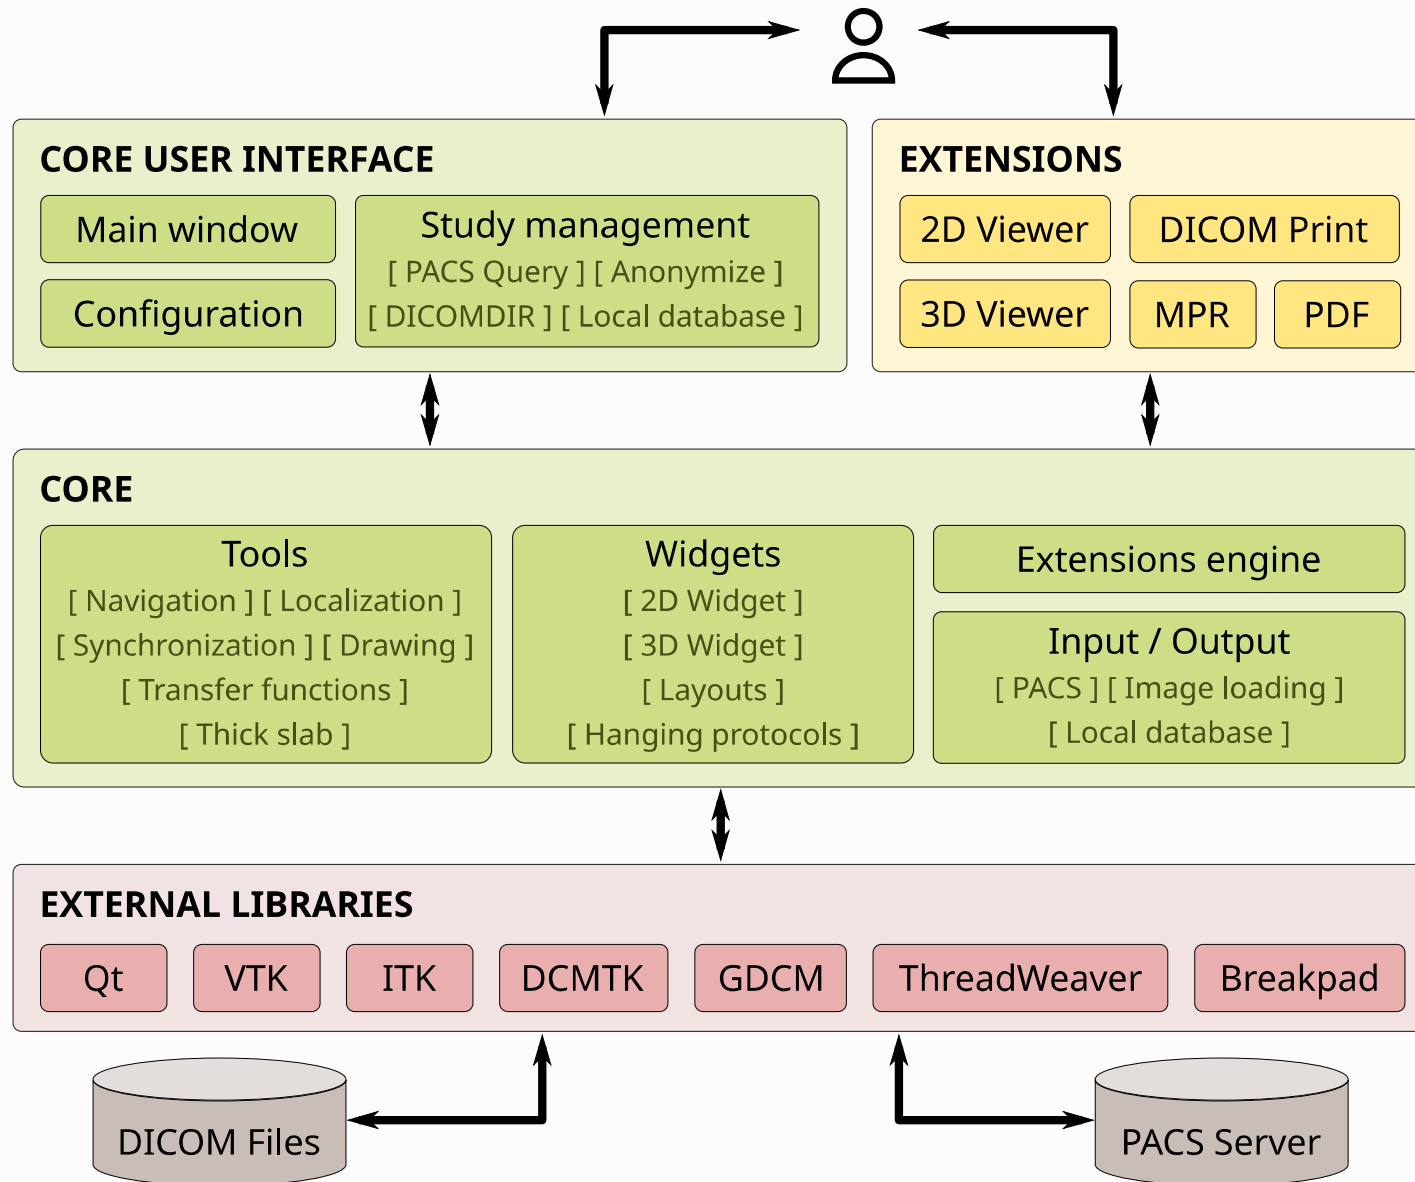 CORE USER INTERFACE
Main window
Configuration
Study management
[ PACS Query ] [ Anonymize ]
[ DICOMDIR ] [ Local database ]
EXTENSIONS
2D Viewer
DICOM Print
3D Viewer
MPR
PDF
CORE
Tools
[ Navigation ] [ Localization ]
[ Synchronization ] [ Drawing ]
[ Transfer functions ]
[ Thick slab ]
Widgets
[ 2D Widget ]
[ 3D Widget ]
[ Layouts ]
[ Hanging protocols ]
Extensions engine
Input / Output
[ PACS ] [ Image loading ]
[ Local database ]
EXTERNAL LIBRARIES
Qt
VTK
ITK
DCMTK
GDCM
ThreadWeaver
Breakpad
DICOM Files
PACS Server